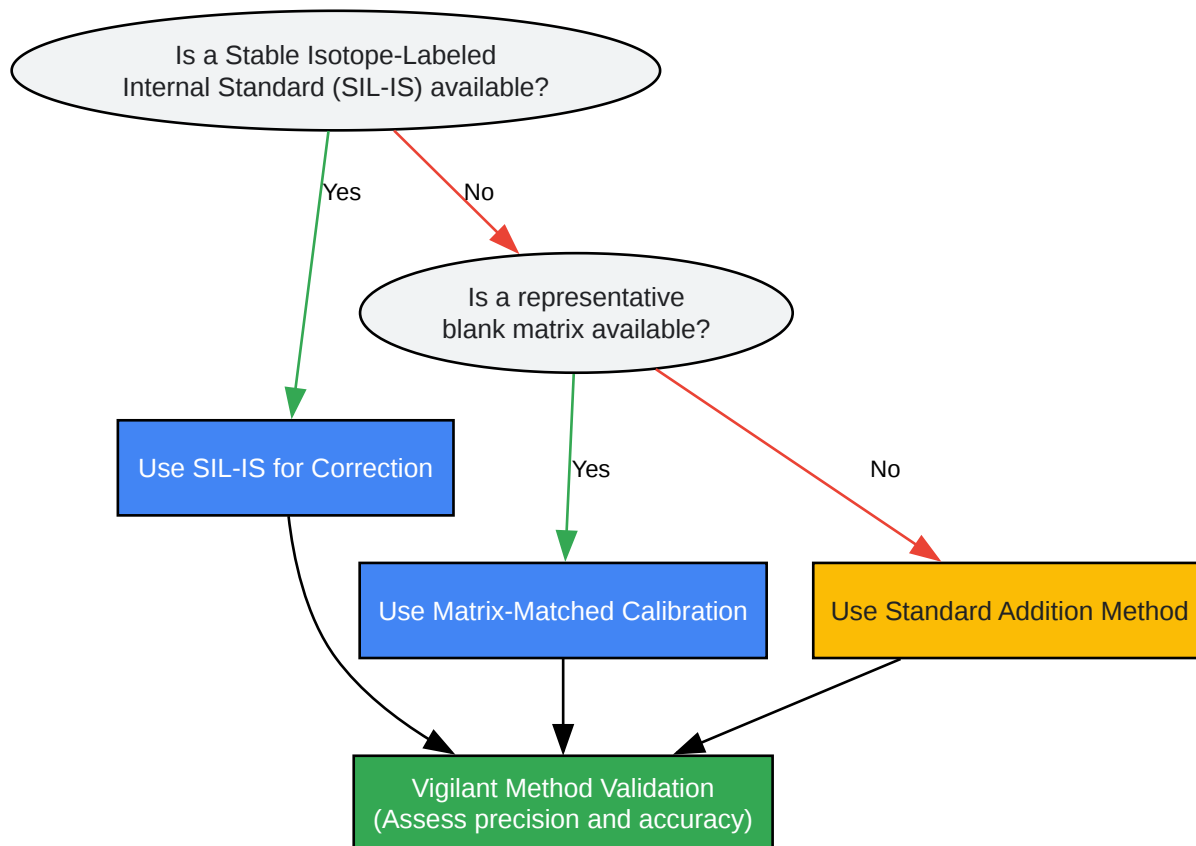 Is a Stable Isotope-Labeled
Internal Standard (SIL-IS) available?
Yes
No
Is a representative
blank matrix available?
Use SIL-IS for Correction
Yes
No
Use Matrix-Matched Calibration
Use Standard Addition Method
Vigilant Method Validation
(Assess precision and accuracy)